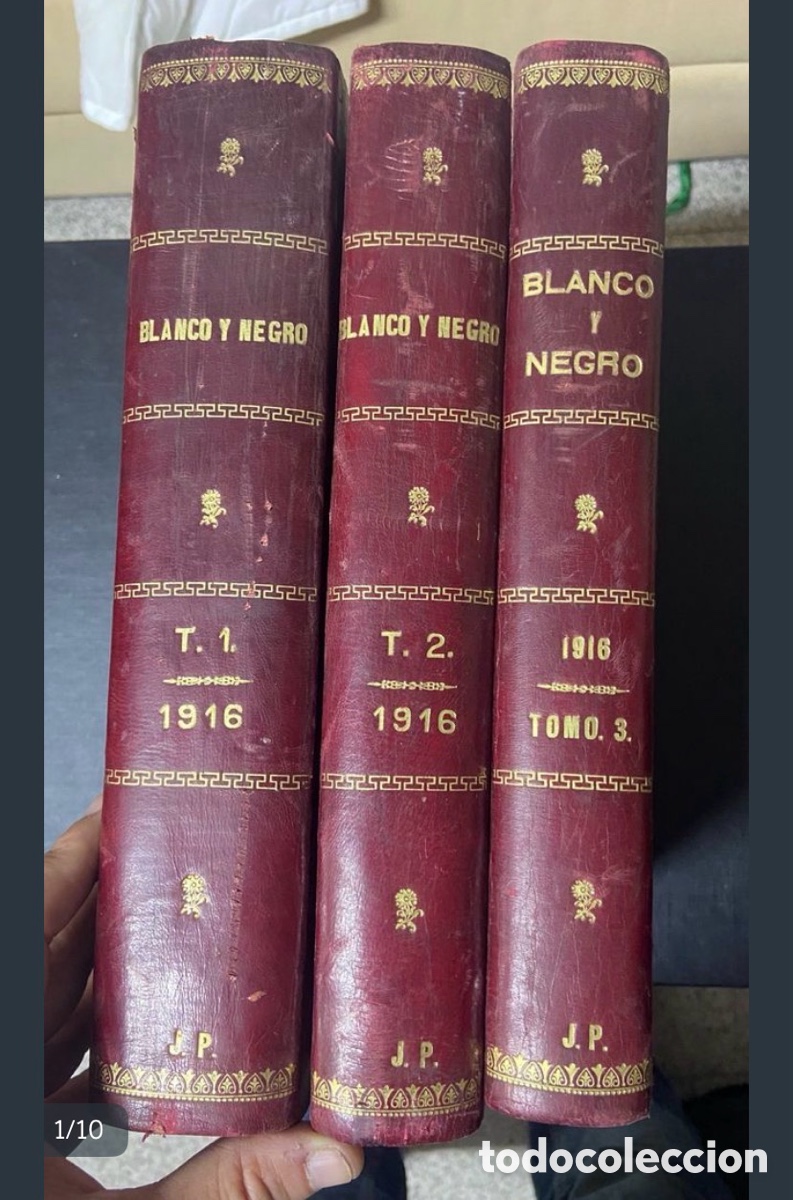 BLANCO Y NEGRO
T. 1.
1916
J. P.
BLANCO Y NEGRO
T. 2.
1916
J. P.
BLANCO
Y
NEGRO
1916
TOMO. 3.
J. P.
1/10
todocoleccion